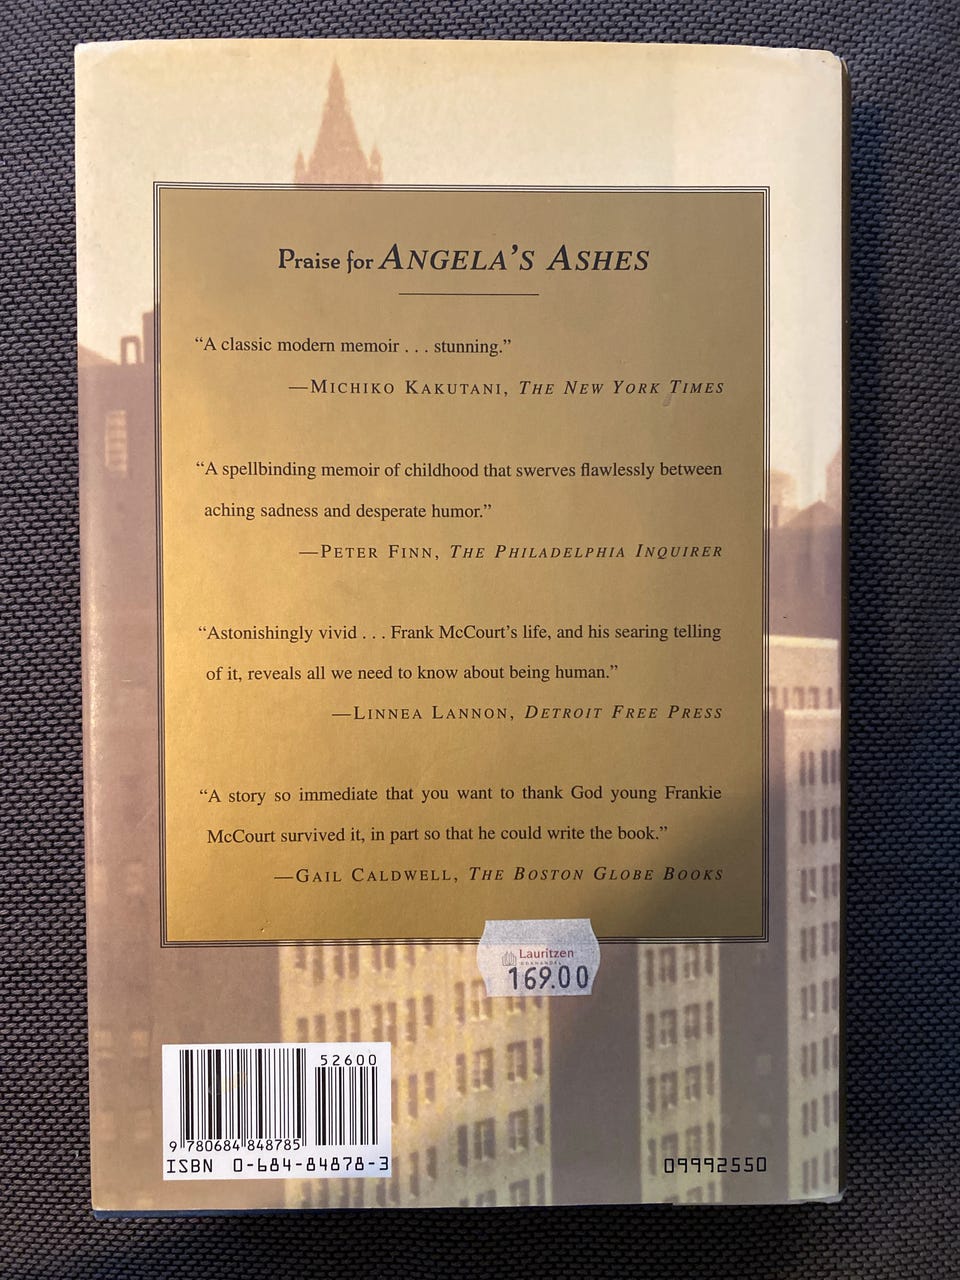 Praise for ANGELA'S ASHES
“A classic modern memoir . . . stunning.”
—MICHIKO KAKUTANI, THE NEW YORK TIMES
“A spellbinding memoir of childhood that swerves flawlessly between
aching sadness and desperate humor.”
—PETER FINN, THE PHILADELPHIA INQUIRER
“Astonishingly vivid . . . Frank McCourt’s life, and his searing telling
of it, reveals all we need to know about being human.”
—LINNEA LANNON, DETROIT FREE PRESS
“A story so immediate that you want to thank God young Frankie
McCourt survived it, in part so that he could write the book.”
—GAIL CALDWELL, THE BOSTON GLOBE BOOKS
Lauritzen
169.00
52600
9 780684 848785
ISBN 0-684-84878-3
09992550